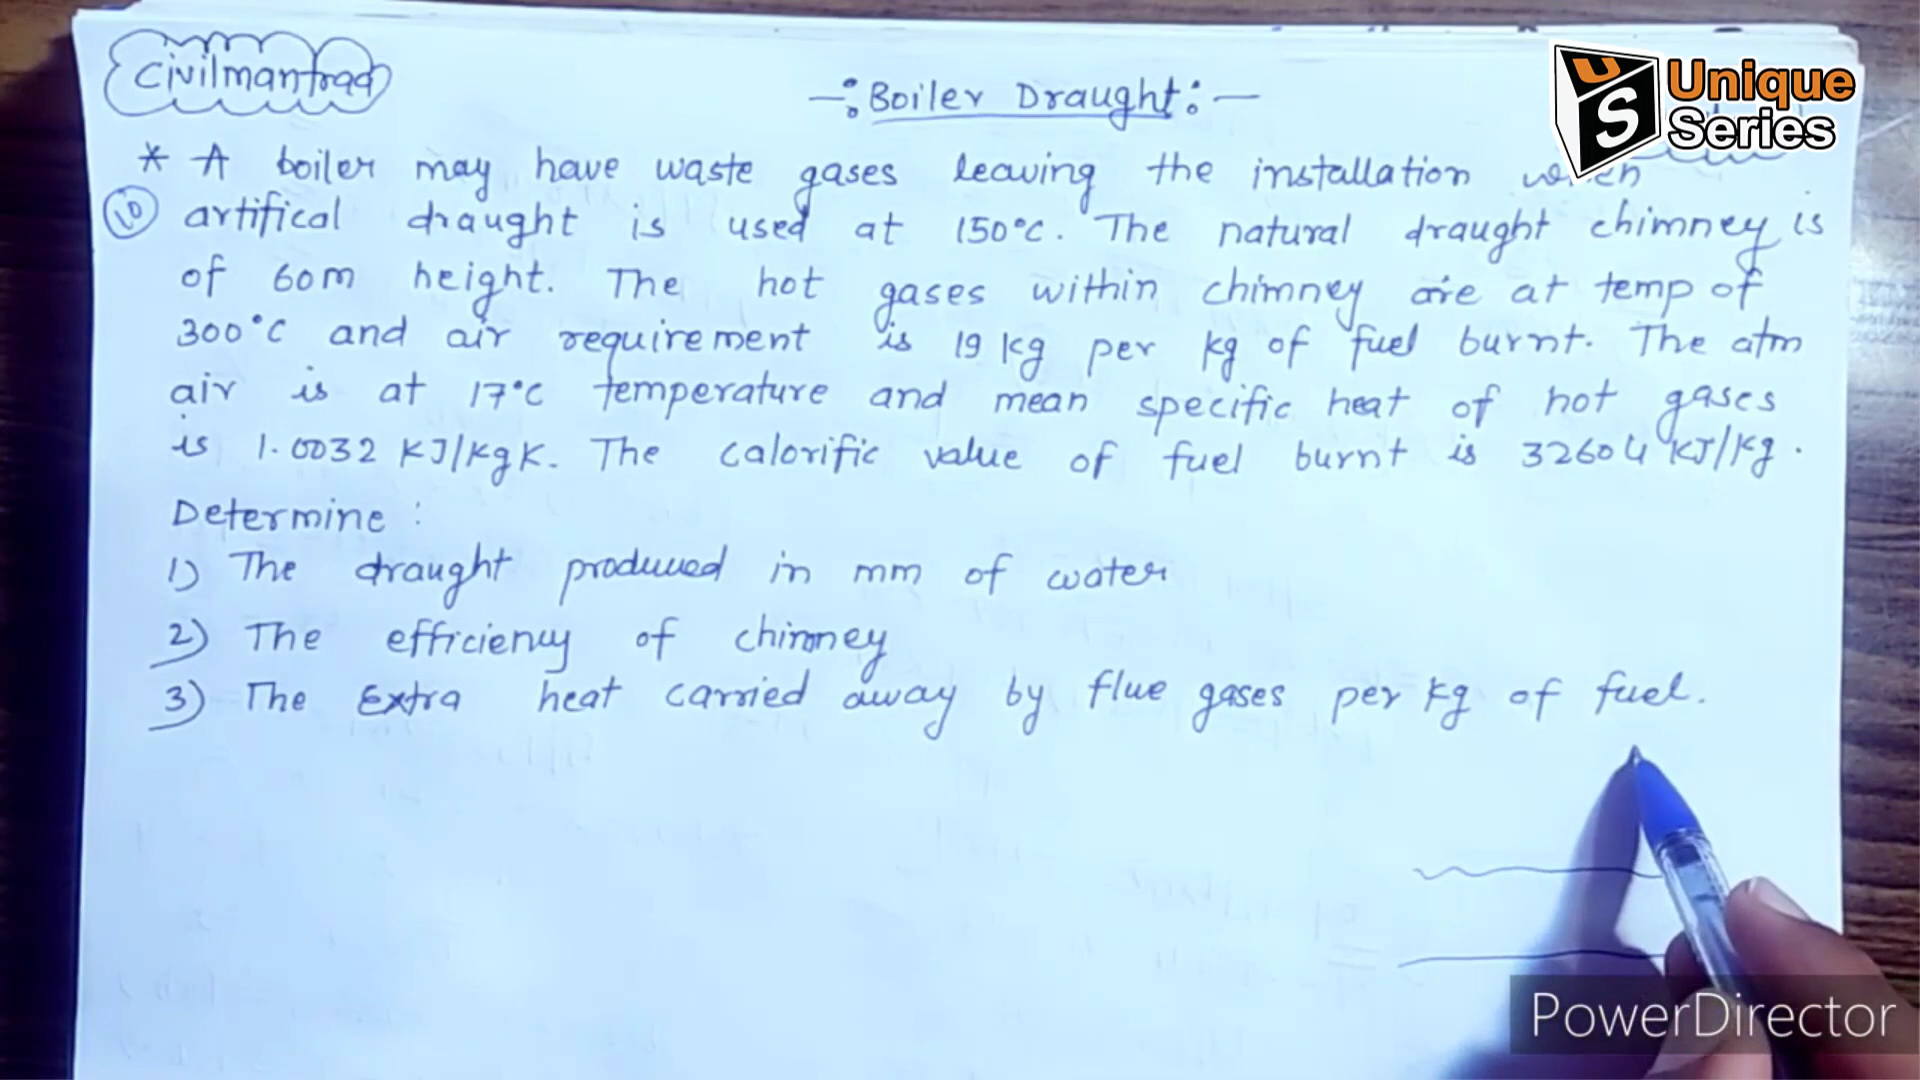 Civilmantraa
—: Boiler Draught :—
Unique
Series
US
* A boiler may have waste gases leaving the installation when
10 artifical draught is used at 150°C. The natural draught chimney is
of 60m height. The hot gases within chimney are at temp of
300°C and air requirement is 19 kg per kg of fuel burnt. The atm
air is at 17°C temperature and mean specific heat of hot gases
is 1.0032 KJ/kgK. The calorific value of fuel burnt is 32604 KJ/kg.
Determine :
1) The draught produced in mm of water
2) The efficiency of chimney
3) The Extra heat carried away by flue gases per kg of fuel.
PowerDirector